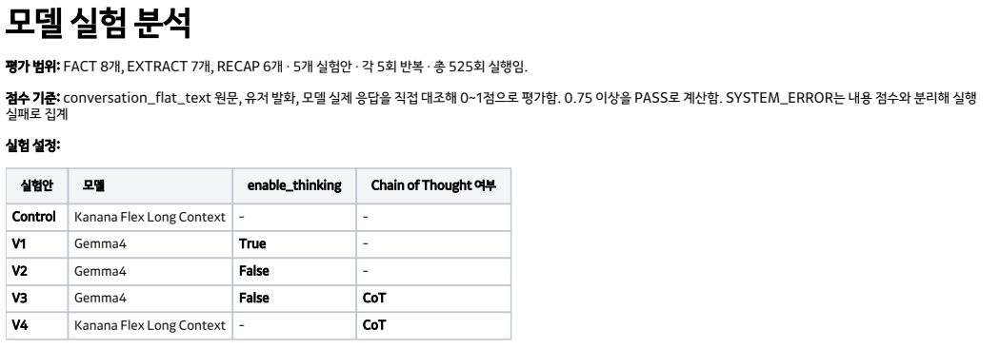 모델 실험 분석
평가 범위: FACT 8개, EXTRACT 7개, RECAP 6개 · 5개 실험안 · 각 5회 반복 · 총 525회 실행임.
점수 기준: conversation_flat_text 원문, 유저 발화, 모델 실제 응답을 직접 대조해 0~1점으로 평가함. 0.75 이상을 PASS로 계산함. SYSTEM_ERROR는 내용 점수와 분리해 실행
실패로 집계
실험 설정:
실험안 모델 enable_thinking Chain of Thought 여부
Control Kanana Flex Long Context - -
V1 Gemma4 True -
V2 Gemma4 False -
V3 Gemma4 False CoT
V4 Kanana Flex Long Context - CoT